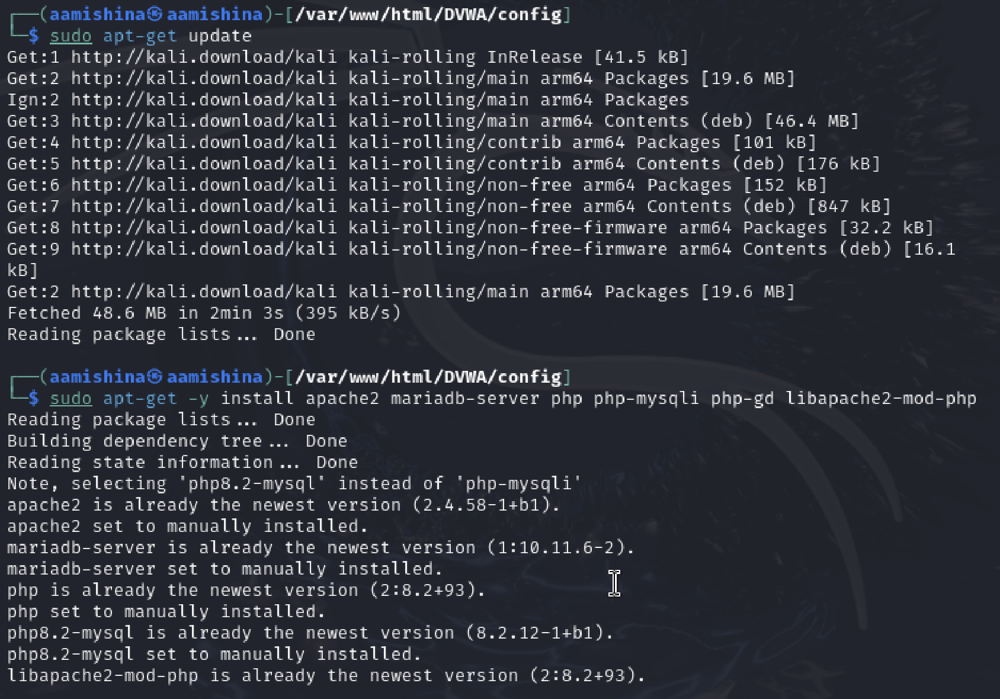 ┌──(aamishina㉿aamishina)-[/var/www/html/DVWA/config]
└─$ sudo apt-get update
Get:1 http://kali.download/kali kali-rolling InRelease [41.5 kB]
Get:2 http://kali.download/kali kali-rolling/main arm64 Packages [19.6 MB]
Ign:2 http://kali.download/kali kali-rolling/main arm64 Packages
Get:3 http://kali.download/kali kali-rolling/main arm64 Contents (deb) [46.4 MB]
Get:4 http://kali.download/kali kali-rolling/contrib arm64 Packages [101 kB]
Get:5 http://kali.download/kali kali-rolling/contrib arm64 Contents (deb) [176 kB]
Get:6 http://kali.download/kali kali-rolling/non-free arm64 Packages [152 kB]
Get:7 http://kali.download/kali kali-rolling/non-free arm64 Contents (deb) [847 kB]
Get:8 http://kali.download/kali kali-rolling/non-free-firmware arm64 Packages [32.2 kB]
Get:9 http://kali.download/kali kali-rolling/non-free-firmware arm64 Contents (deb) [16.1
kB]
Get:2 http://kali.download/kali kali-rolling/main arm64 Packages [19.6 MB]
Fetched 48.6 MB in 2min 3s (395 kB/s)
Reading package lists... Done
┌──(aamishina㉿aamishina)-[/var/www/html/DVWA/config]
└─$ sudo apt-get -y install apache2 mariadb-server php php-mysqli php-gd libapache2-mod-php
Reading package lists... Done
Building dependency tree... Done
Reading state information... Done
Note, selecting 'php8.2-mysql' instead of 'php-mysqli'
apache2 is already the newest version (2.4.58-1+b1).
apache2 set to manually installed.
mariadb-server is already the newest version (1:10.11.6-2).
mariadb-server set to manually installed.
php is already the newest version (2:8.2+93).
php set to manually installed.
php8.2-mysql is already the newest version (8.2.12-1+b1).
php8.2-mysql set to manually installed.
libapache2-mod-php is already the newest version (2:8.2+93).